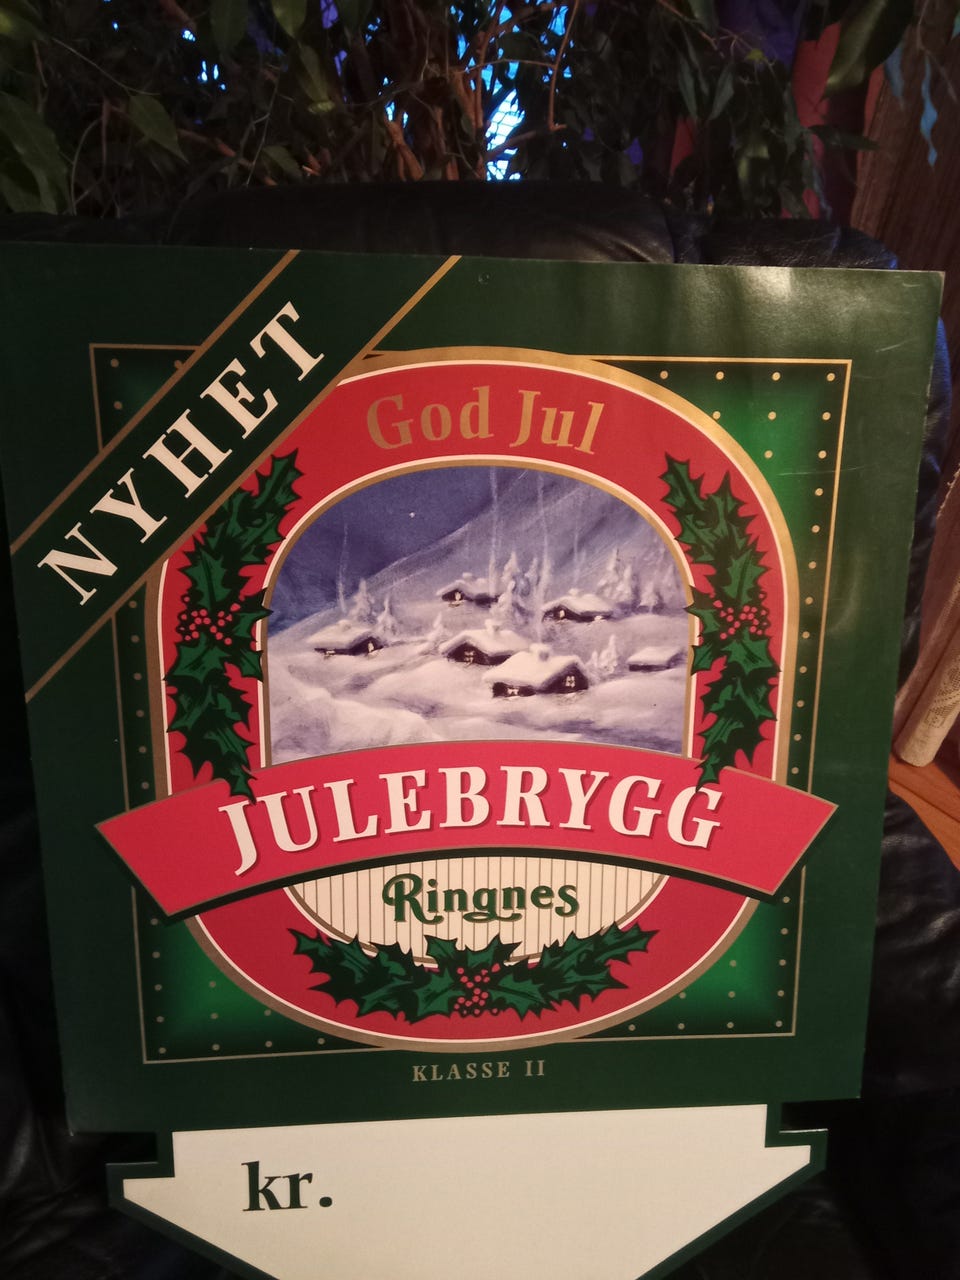 NYHET
God Jul
JULEBRYGG
Ringnes
KLASSE II
kr.